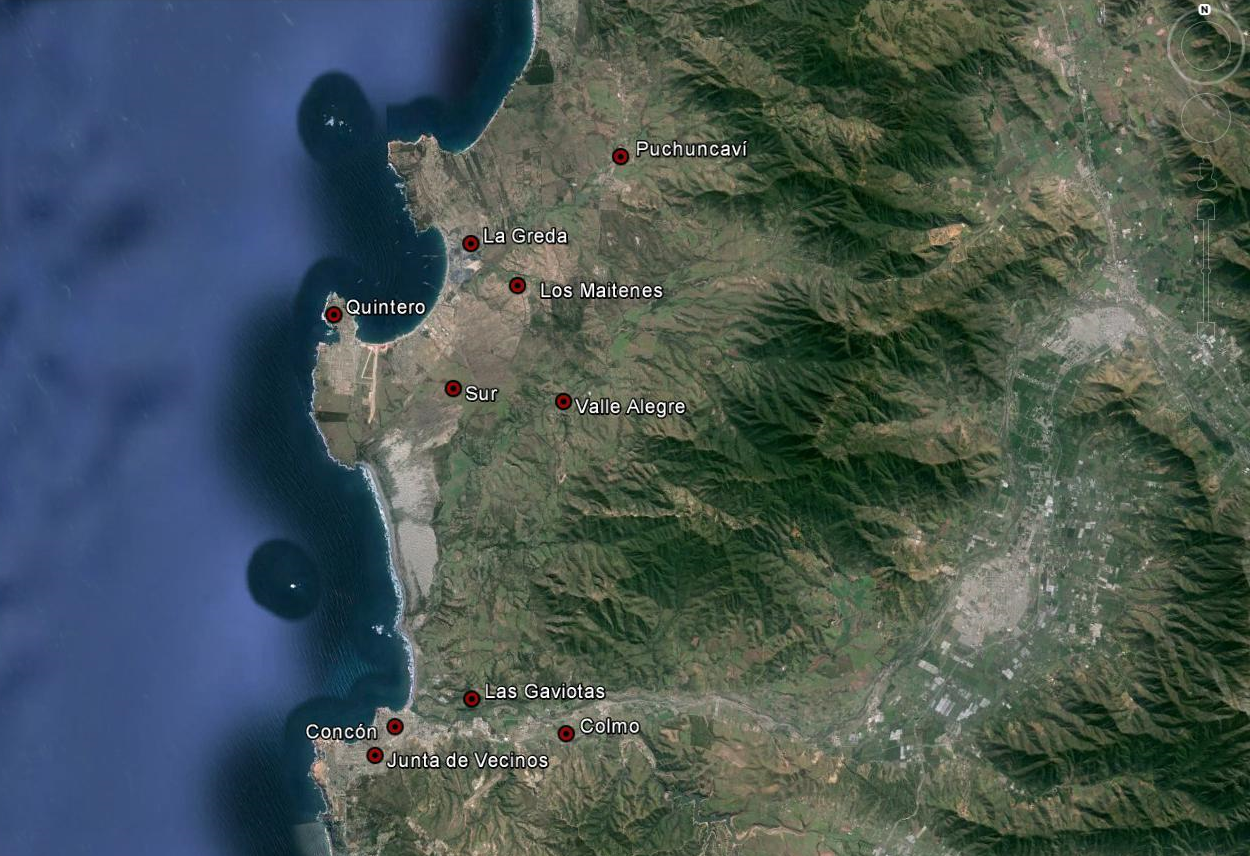 N
Puchuncaví
La Greda
Los Maitenes
Quintero
Sur
Valle Alegre
Las Gaviotas
Concón
Colmo
Junta de Vecinos